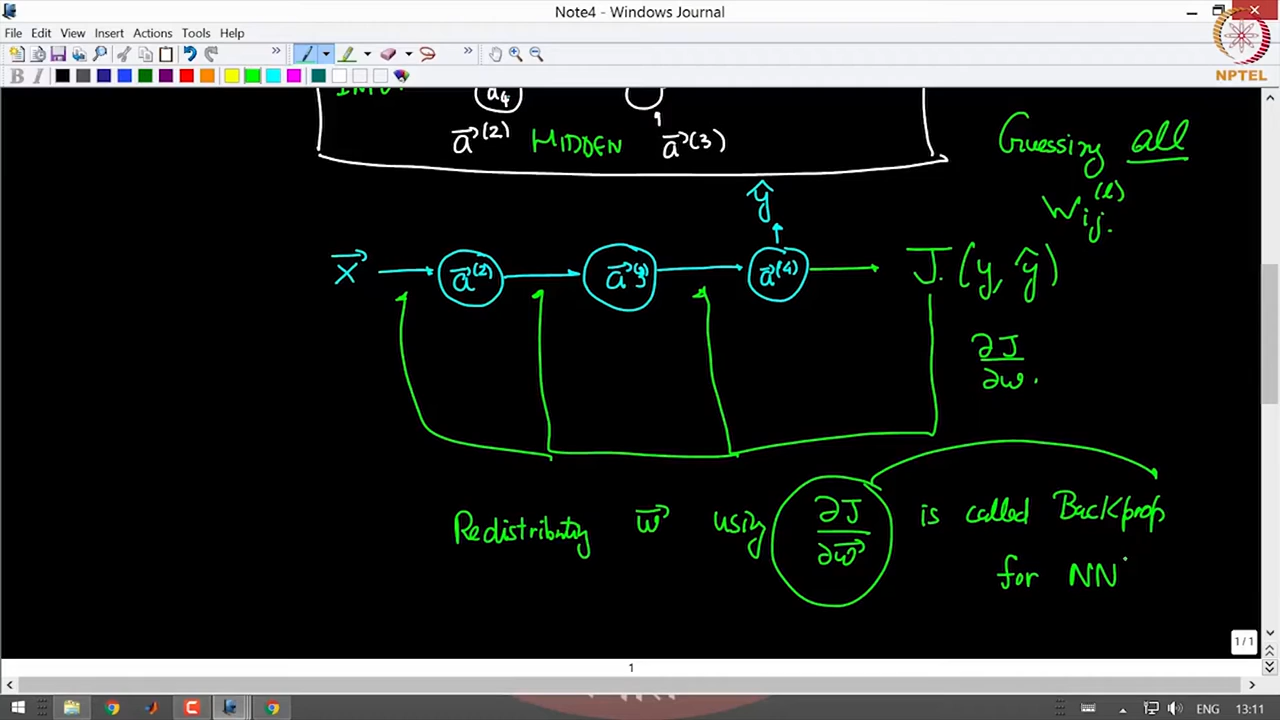 Note4 - Windows Journal
File Edit View Insert Actions Tools Help
NPTEL
a4
a⃗^(2) HIDDEN a⃗^(3)
Guessing all
W_ij^(l)
ŷ
x⃗ a⃗^(2) a⃗^(3) a⃗^(4) J (y, ŷ)
∂J
∂w
Redistributing w⃗ using ∂J/∂w⃗ is called Backprop
for NN
1/1
1
ENG 13:11